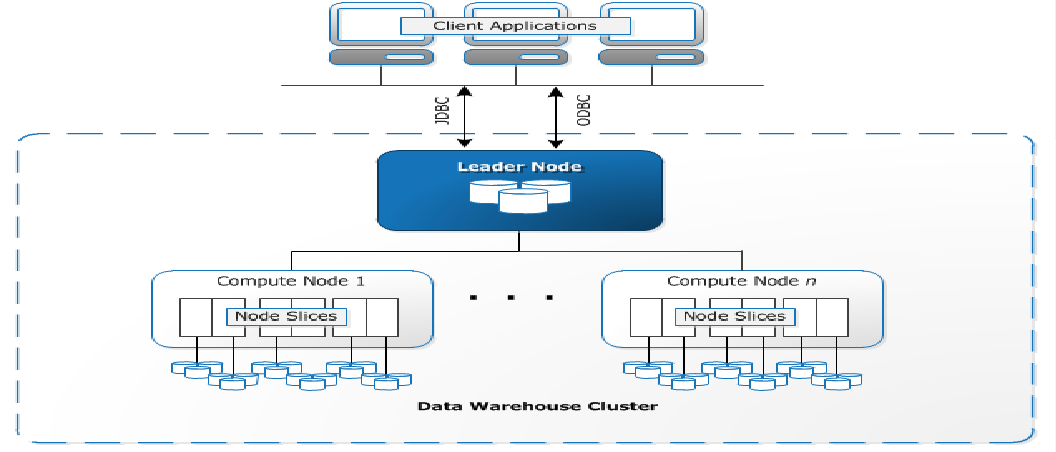 Client Applications
JDBC
ODBC
Leader Node
Compute Node 1
Compute Node n
Node Slices
Node Slices
Data Warehouse Cluster